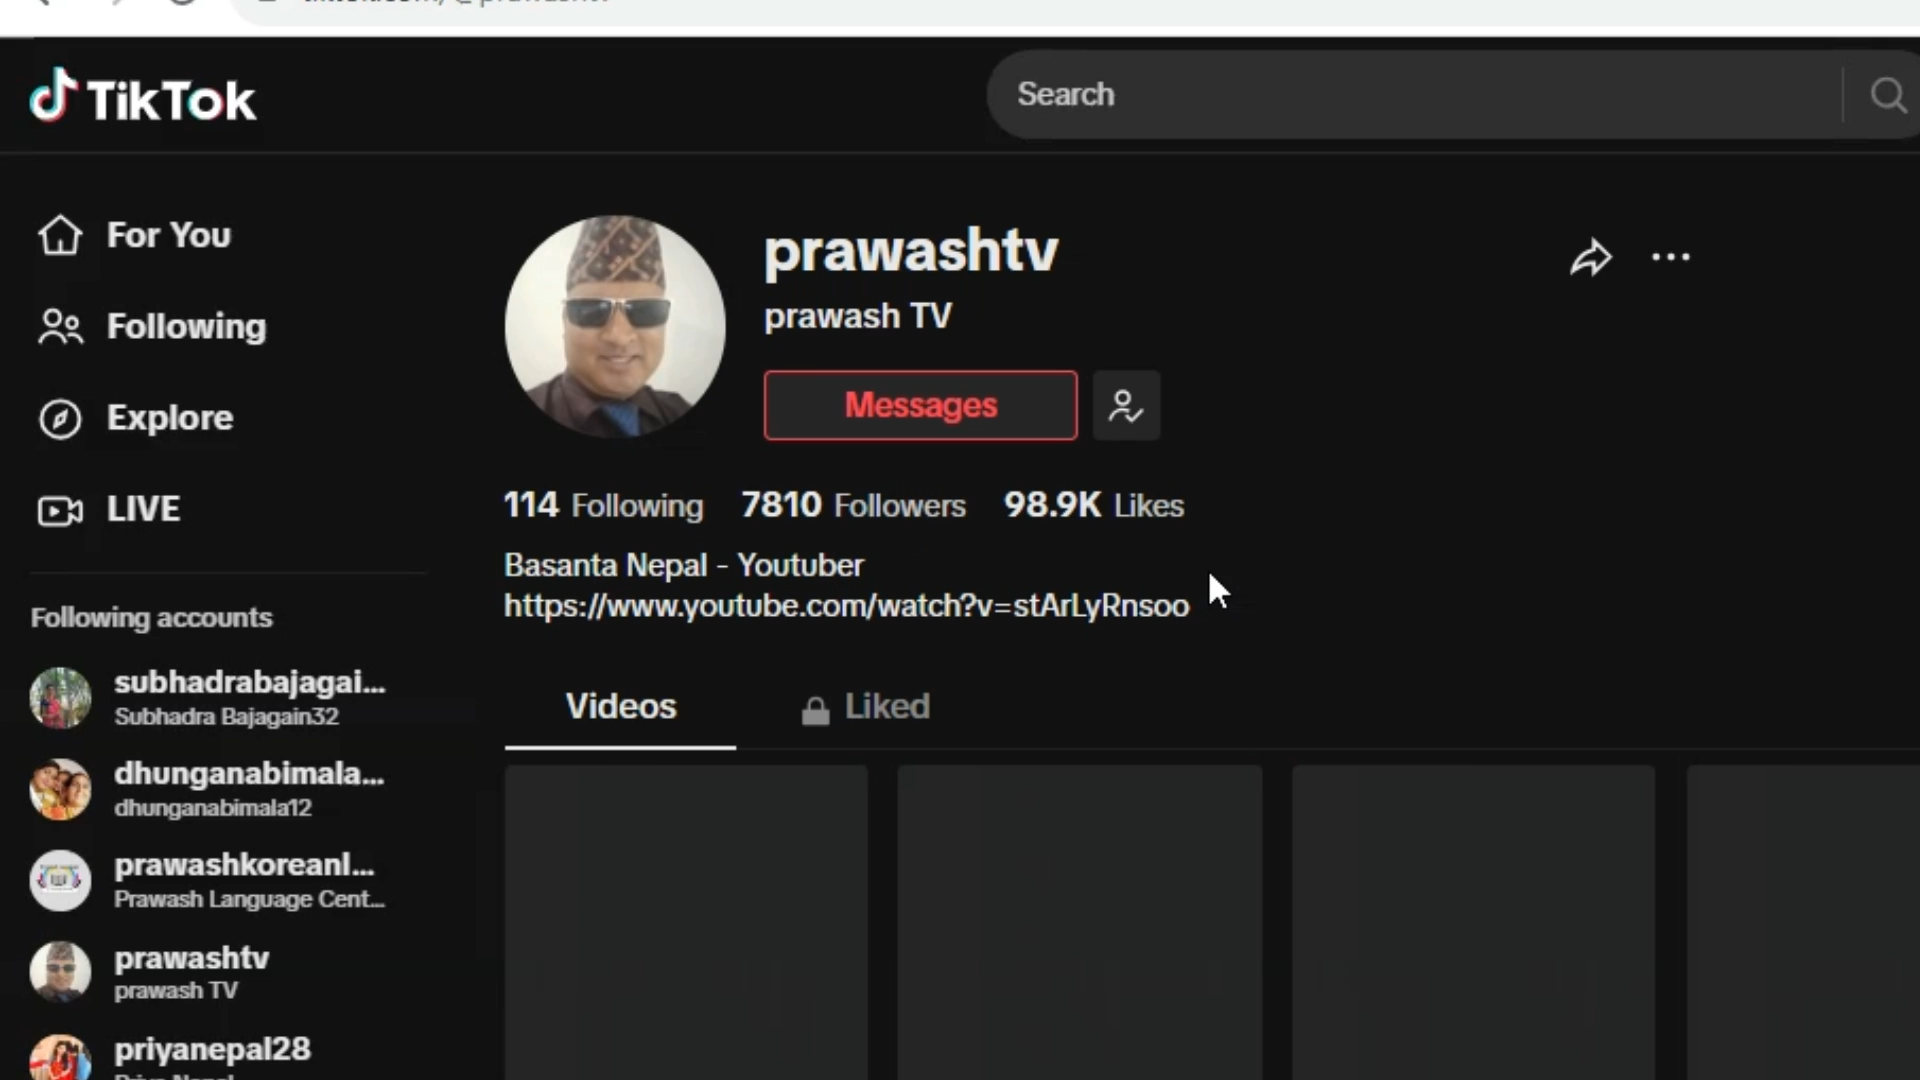 TikTok
Search
For You
Following
Explore
LIVE
Following accounts
subhadrabajagai...
Subhadra Bajagain32
dhunganabimala...
dhunganabimala12
prawashkoreanl...
Prawash Language Cent...
prawashtv
prawash TV
priyanepal28
prawashtv
prawash TV
Messages
114 Following 7810 Followers 98.9K Likes
Basanta Nepal - Youtuber
https://www.youtube.com/watch?v=stArLyRnsoo
Videos
Liked